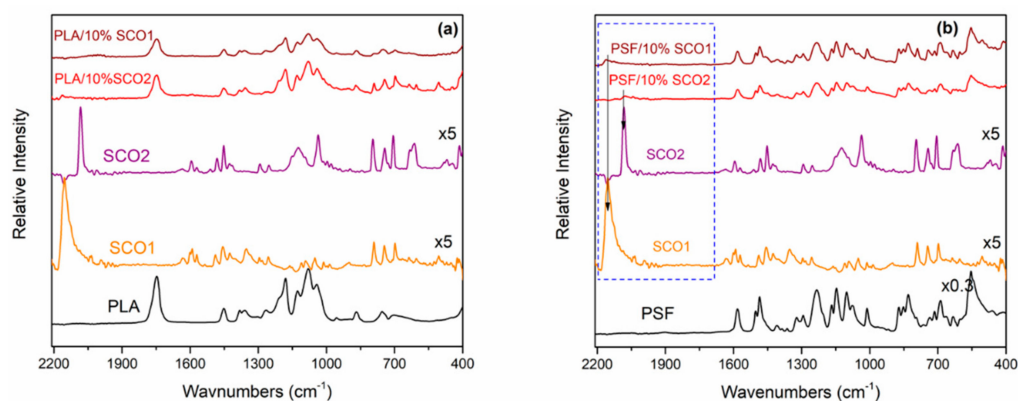 (a)
PLA/10% SCO1
PLA/10%SCO2
x5
SCO2
x5
SCO1
PLA
Relative Intensity
2200 1900 1600 1300 1000 700 400
Wavnumbers (cm-1)
(b)
PSF/10% SCO1
PSF/10% SCO2
x5
SCO2
x5
SCO1
x0.3
PSF
Relative Intensity
2200 1900 1600 1300 1000 700 400
Wavenumbers (cm-1)